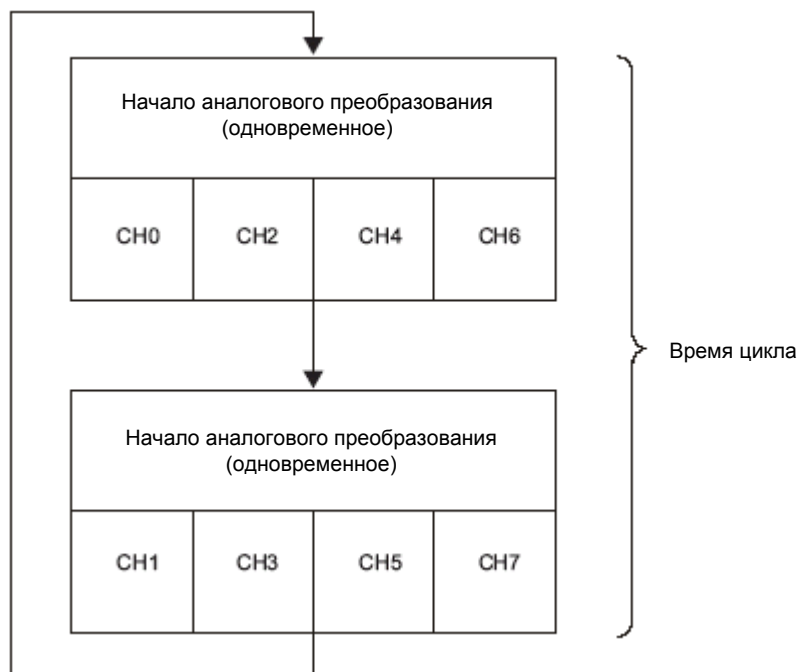 Начало аналогового преобразования
(одновременное)
CH0 CH2 CH4 CH6
Время цикла
Начало аналогового преобразования
(одновременное)
CH1 CH3 CH5 CH7